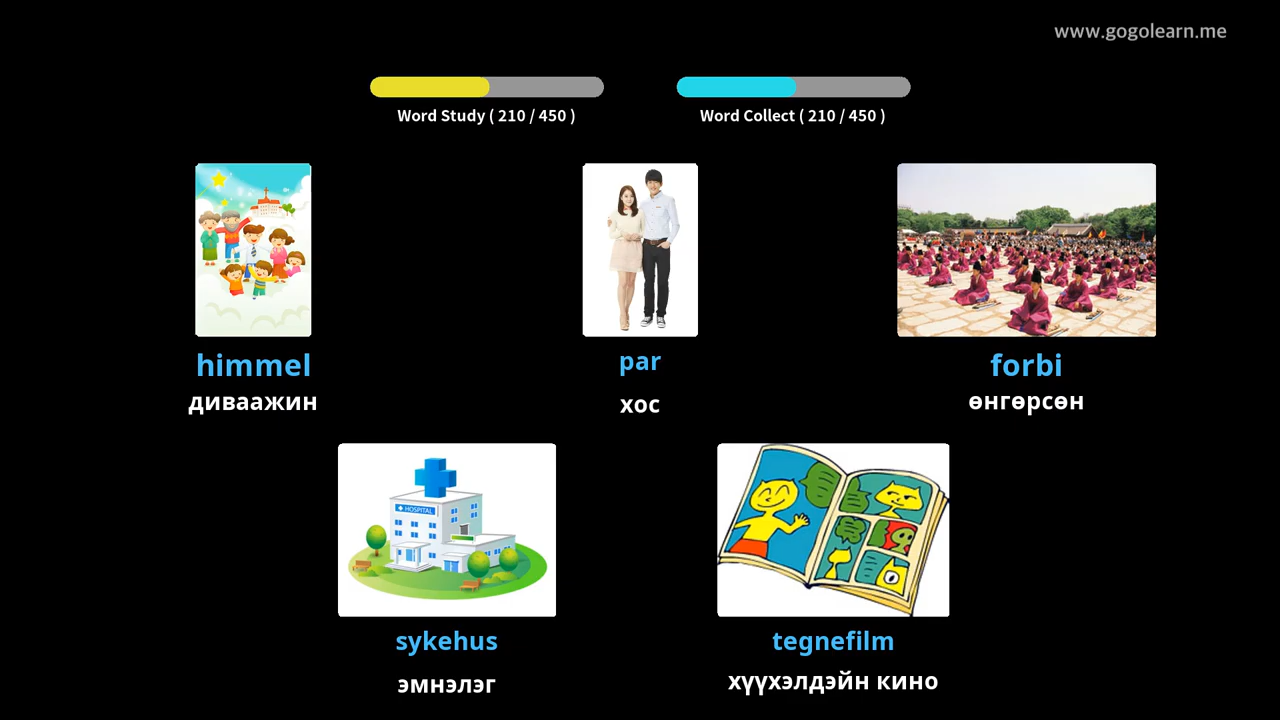 www.gogolearn.me
Word Study ( 210 / 450 )
Word Collect ( 210 / 450 )
himmel
диваажин
par
хос
forbi
өнгөрсөн
HOSPITAL
sykehus
эмнэлэг
tegnefilm
хүүхэлдэйн кино